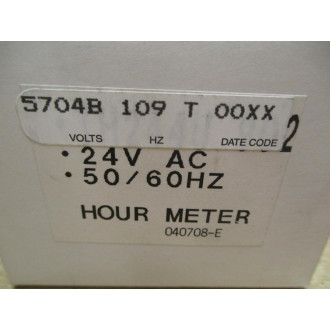 5704B 109 T 00XX
VOLTS HZ DATE CODE
2
· 24V AC
· 50/60HZ
HOUR METER
040708-E